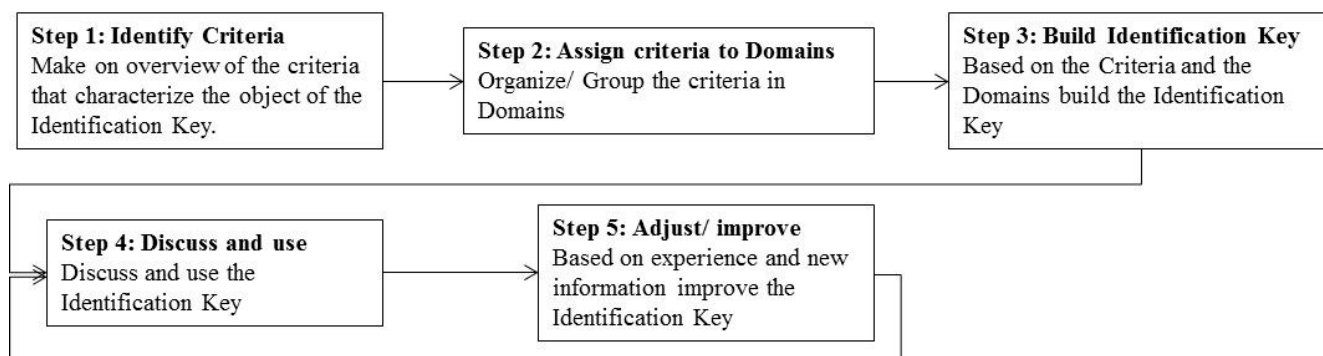 Step 1: Identify Criteria
Make on overview of the criteria
that characterize the object of the
Identification Key.
Step 2: Assign criteria to Domains
Organize/ Group the criteria in
Domains
Step 3: Build Identification Key
Based on the Criteria and the
Domains build the Identification
Key
Step 4: Discuss and use
Discuss and use the
Identification Key
Step 5: Adjust/ improve
Based on experience and new
information improve the
Identification Key